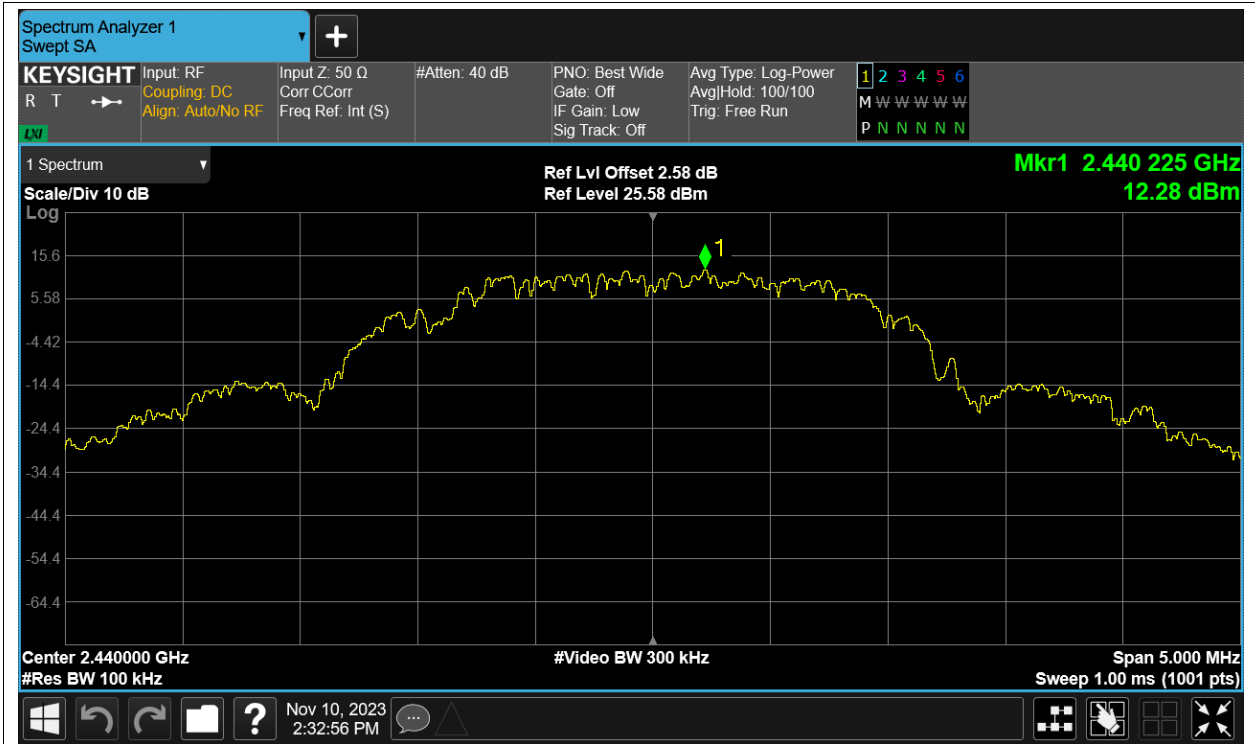 Spectrum Analyzer 1
Swept SA
KEYSIGHT
R T
LXI
Input: RF
Coupling: DC
Align: Auto/No RF
Input Z: 50 Ω
Corr CCorr
Freq Ref: Int (S)
#Atten: 40 dB
PNO: Best Wide
Gate: Off
IF Gain: Low
Sig Track: Off
Avg Type: Log-Power
Avg|Hold: 100/100
Trig: Free Run
1 2 3 4 5 6
M W W W W W
P N N N N N
1 Spectrum
Scale/Div 10 dB
Ref Lvl Offset 2.58 dB
Ref Level 25.58 dBm
Mkr1 2.440 225 GHz
12.28 dBm
Log
1
15.6
5.58
-4.42
-14.4
-24.4
-34.4
-44.4
-54.4
-64.4
Center 2.440000 GHz
#Res BW 100 kHz
#Video BW 300 kHz
Span 5.000 MHz
Sweep 1.00 ms (1001 pts)
?
Nov 10, 2023
2:32:56 PM